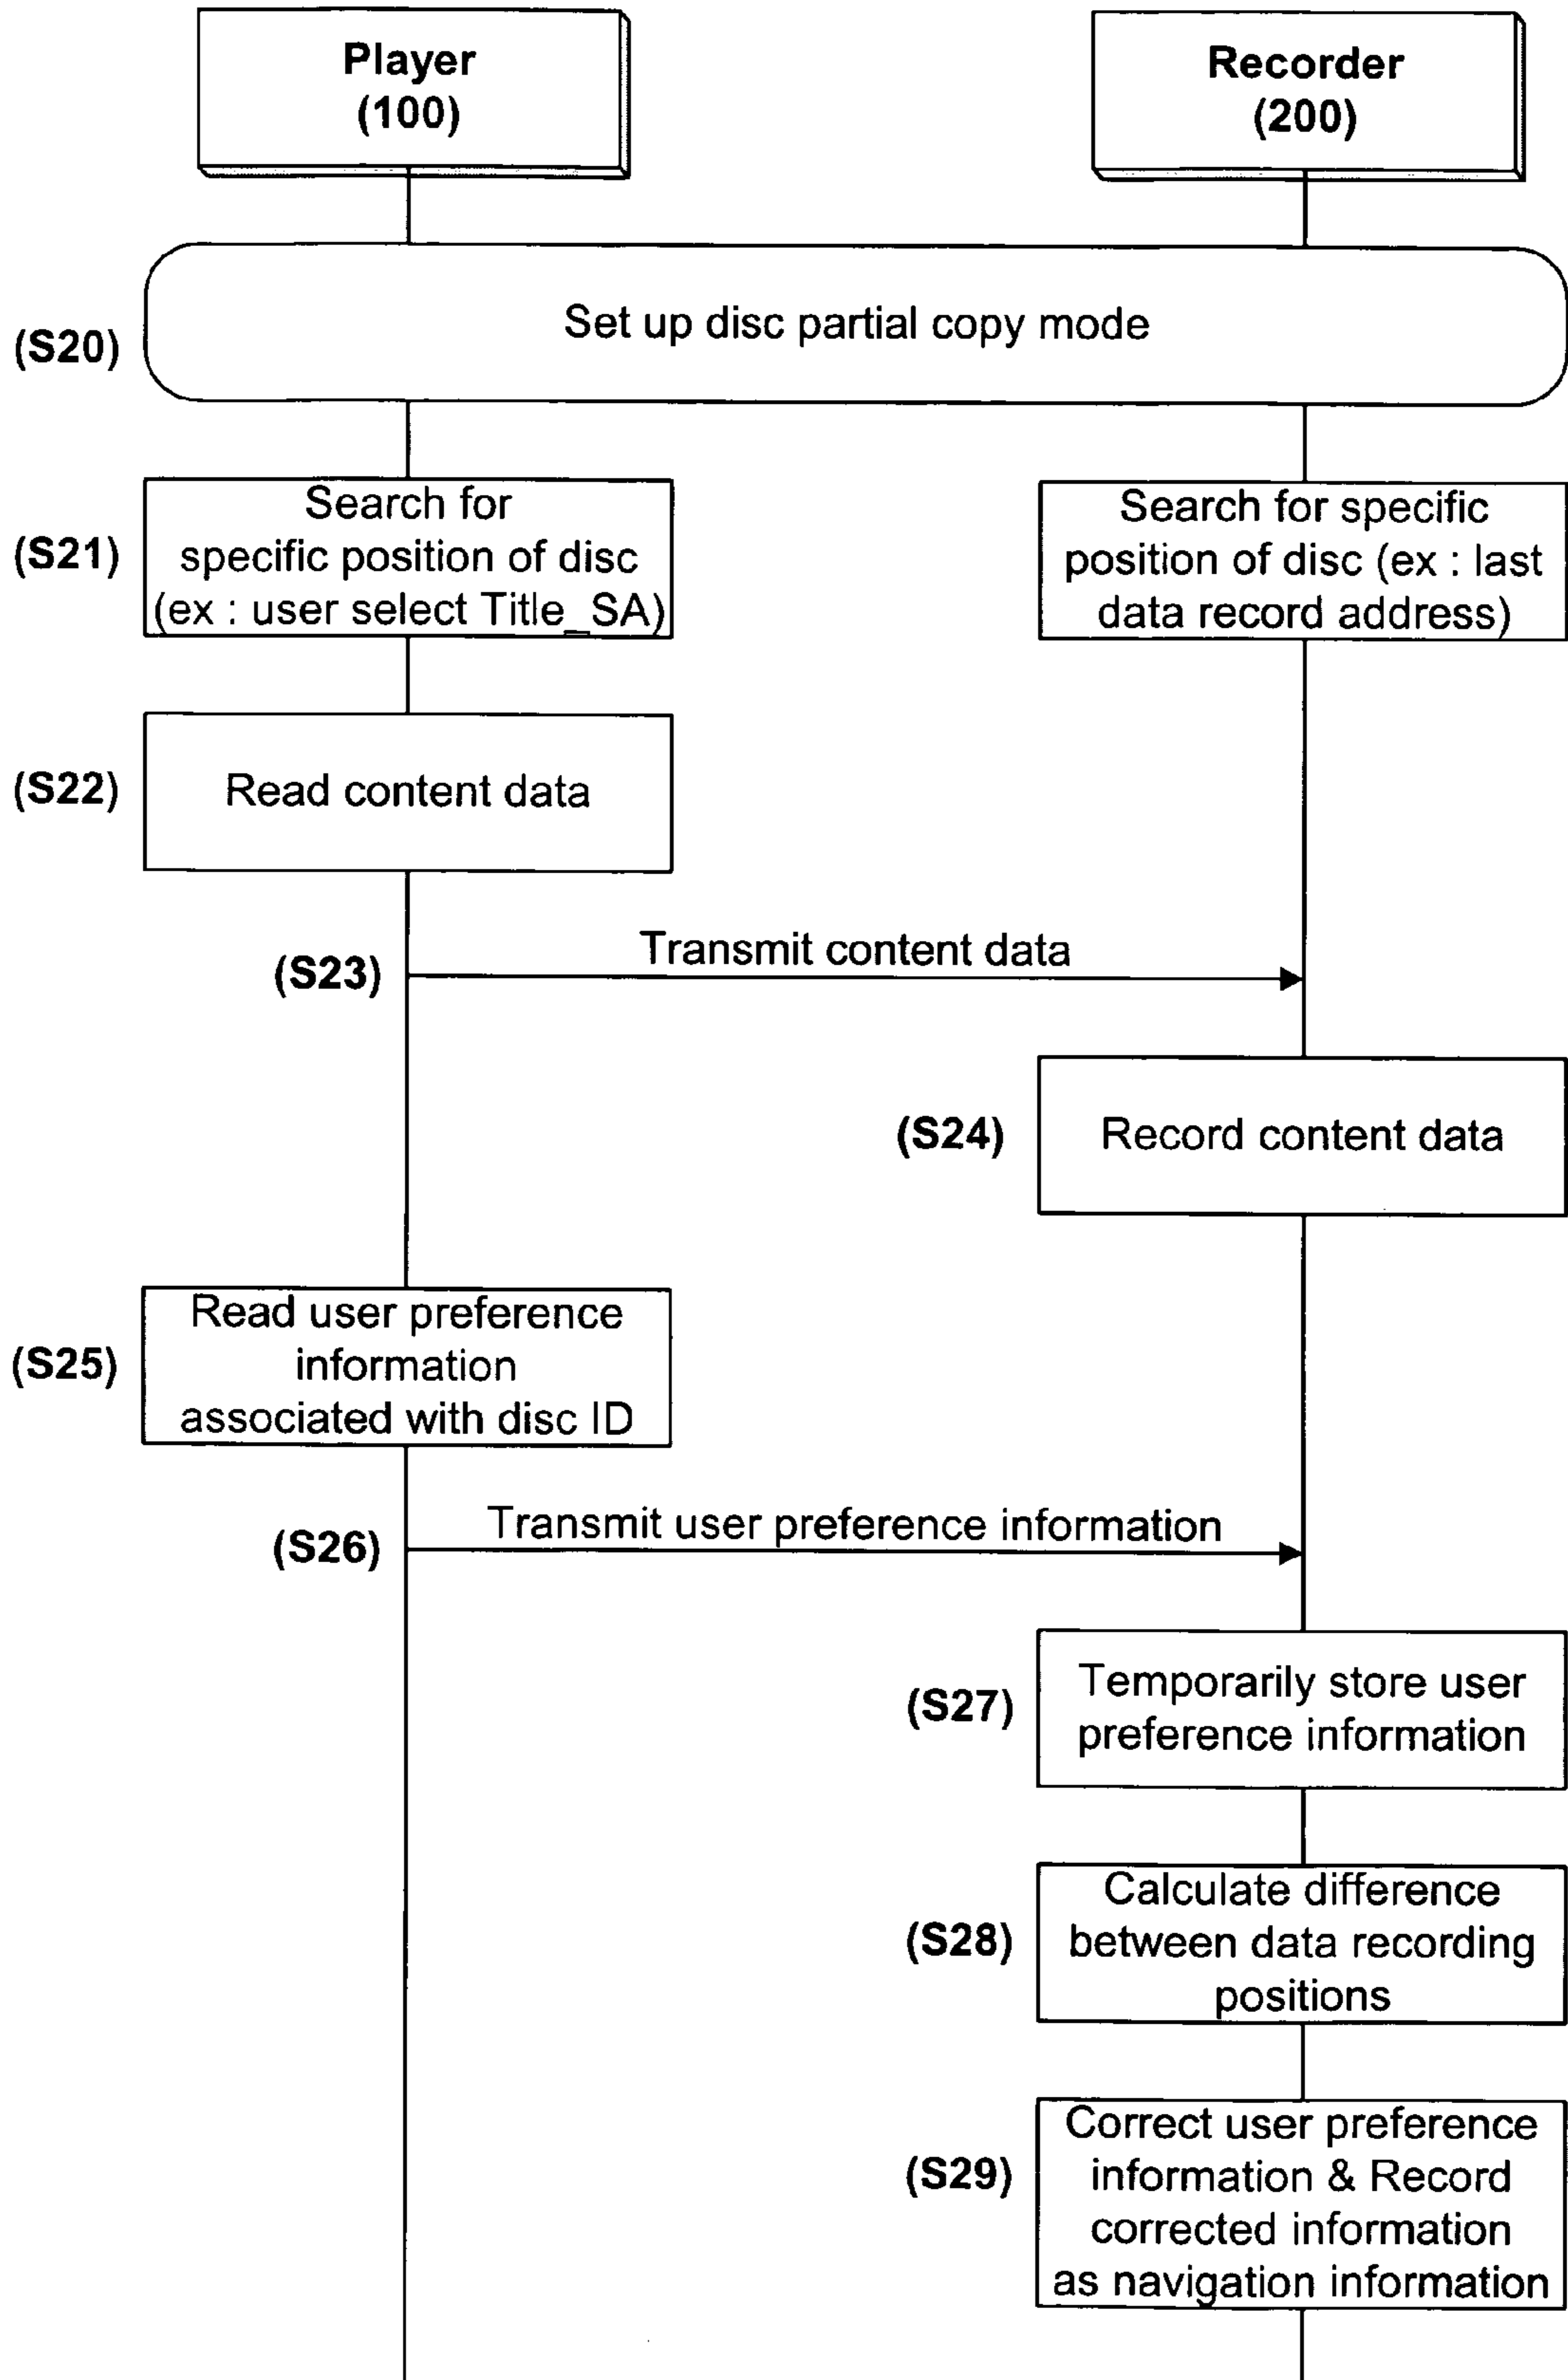 Player
(100)
Recorder
(200)
(S20)
Set up disc partial copy mode
(S21)
Search for
specific position of disc
(ex : user select Title_SA)
Search for specific
position of disc (ex : last
data record address)
(S22)
Read content data
(S23)
Transmit content data
(S24)
Record content data
(S25)
Read user preference
information
associated with disc ID
(S26)
Transmit user preference information
(S27)
Temporarily store user
preference information
(S28)
Calculate difference
between data recording
positions
(S29)
Correct user preference
information & Record
corrected information
as navigation information